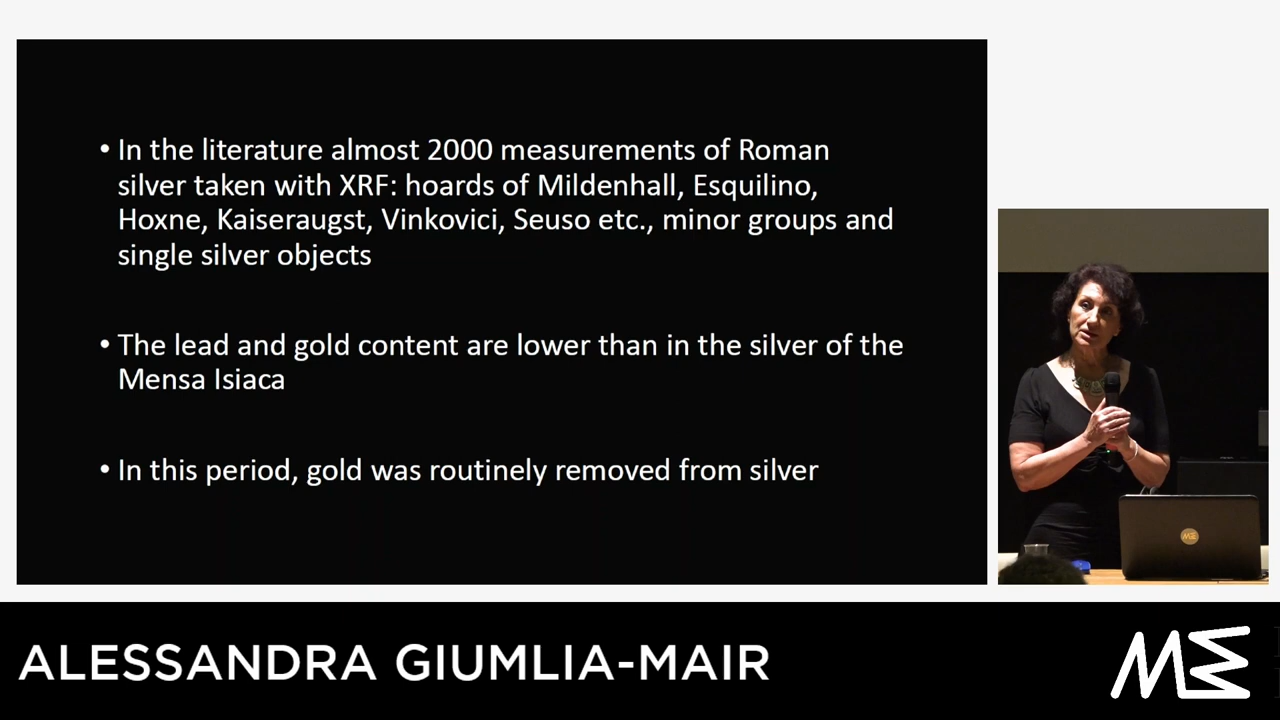 • In the literature almost 2000 measurements of Roman
silver taken with XRF: hoards of Mildenhall, Esquilino,
Hoxne, Kaiseraugst, Vinkovici, Seuso etc., minor groups and
single silver objects
• The lead and gold content are lower than in the silver of the
Mensa Isiaca
• In this period, gold was routinely removed from silver
ALESSANDRA GIUMLIA-MAIR
ME